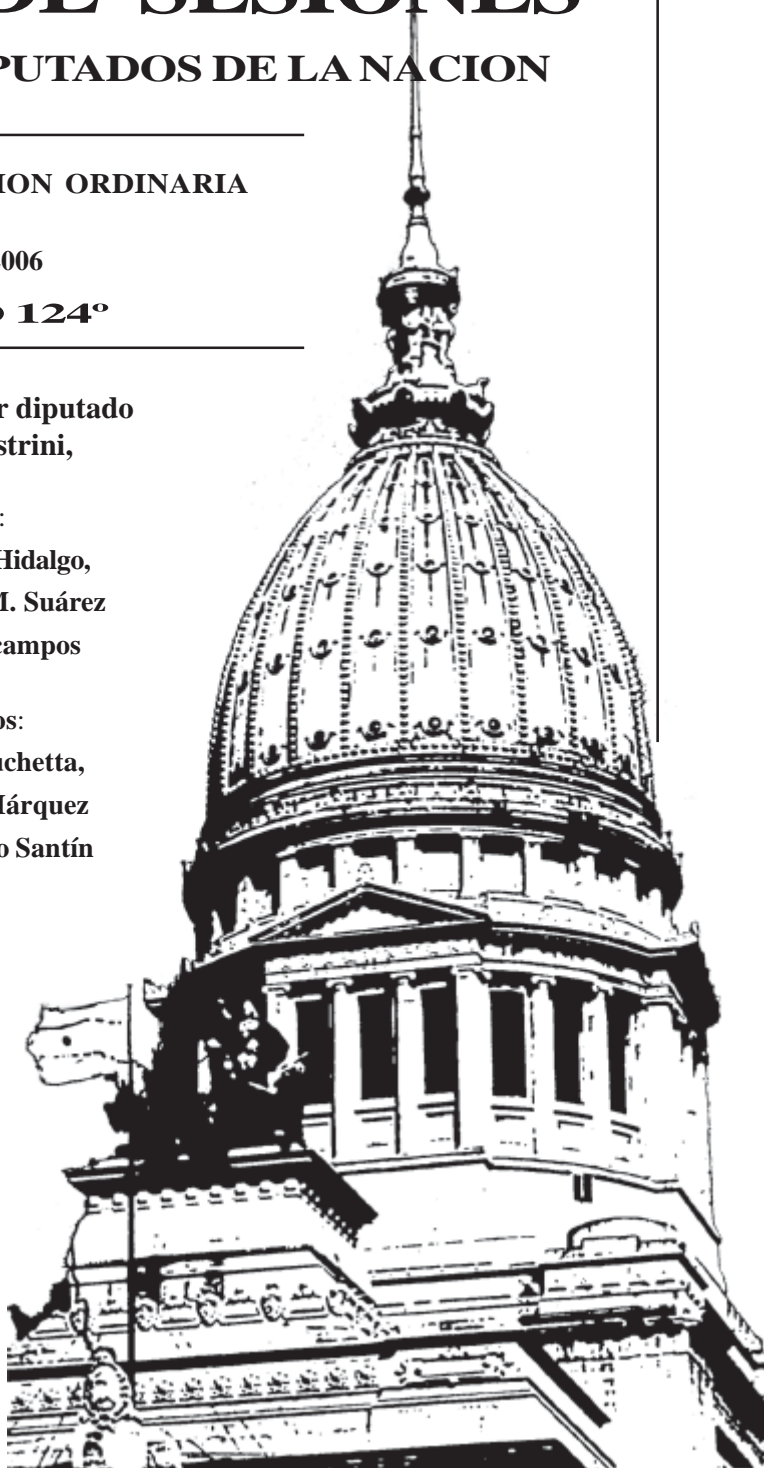 DE SESIONES
PUTADOS DE LA NACION
ION ORDINARIA
006
124º
r diputado
strini,
:
Hidalgo,
M. Suárez
campos
os:
uchetta,
Márquez
o Santín